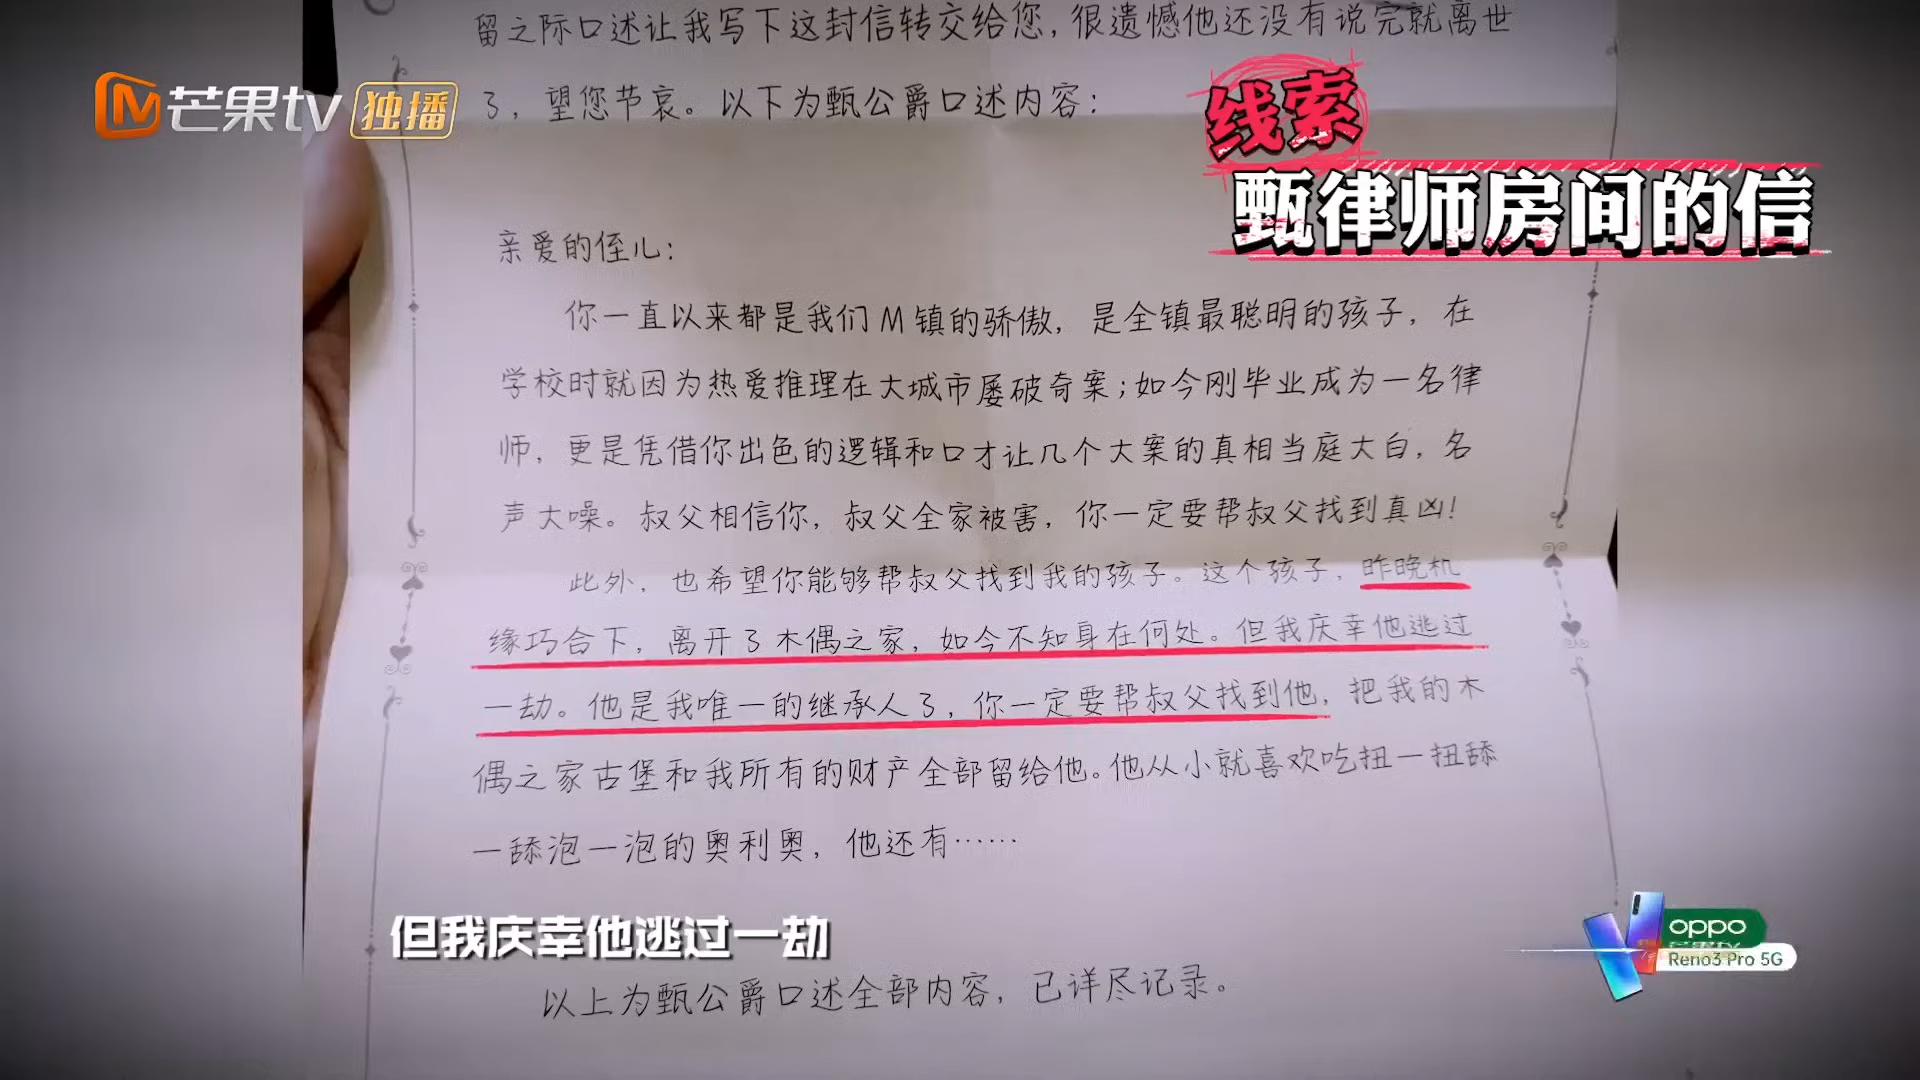 留之际口述让我写下这封信转交给您，很遗憾他还没有说完就离世
了，望您节哀。以下为甄公爵口述内容：
芒果tv 独播
线索
甄律师房间的信
亲爱的侄儿：
你一直以来都是我们M镇的骄傲，是全镇最聪明的孩子，在
学校时就因为热爱推理在大城市屡破奇案；如今刚毕业成为一名律
师，更是凭借你出色的逻辑和口才让几个大案的真相当庭大白，名
声大噪。叔父相信你，叔父全家被害，你一定要帮叔父找到真凶！
此外，也希望你能够帮叔父找到我的孩子。这个孩子，昨晚机
缘巧合下，离开了木偶之家，如今不知身在何处。但我庆幸他逃过
一劫。他是我唯一的继承人了，你一定要帮叔父找到他，把我的木
偶之家古堡和我所有的财产全部留给他。他从小就喜欢吃扭一扭舔
一舔泡一泡的奥利奥，他还有……
但我庆幸他逃过一劫
oppo
Reno3 Pro 5G
以上为甄公爵口述全部内容，已详尽记录。